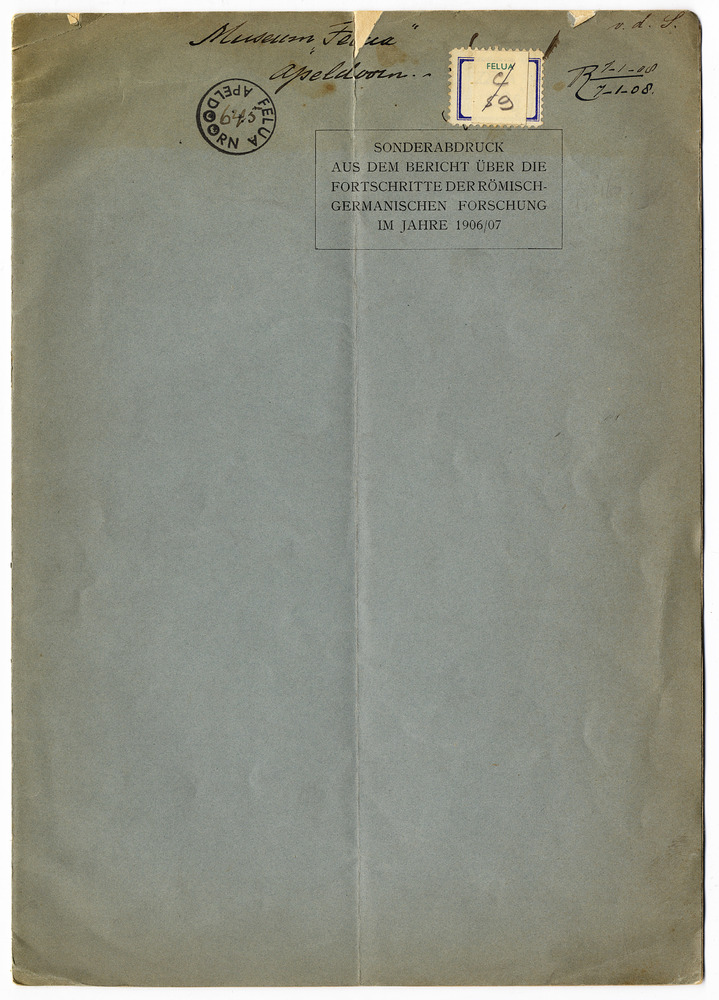 v. d. S.
Museum "Felua"
Apeldoorn.
FELUA
C
59
R 7-1-08
C 7-1-08.
FELUA APELDOORN
645
SONDERABDRUCK
AUS DEM BERICHT ÜBER DIE
FORTSCHRITTE DER RÖMISCH-
GERMANISCHEN FORSCHUNG
IM JAHRE 1906/07